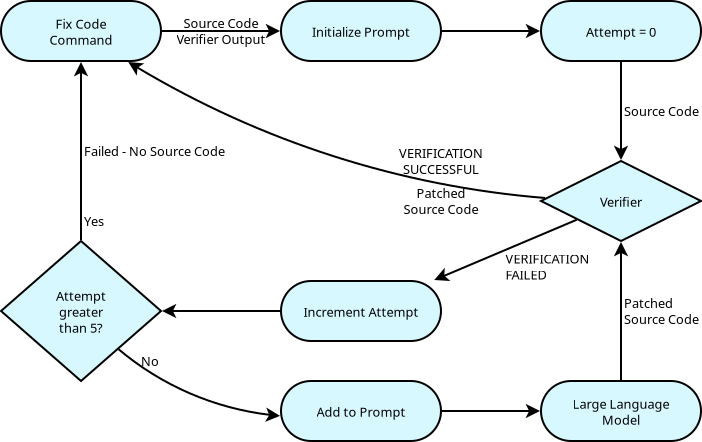 Fix Code
Command
Source Code
Verifier Output
Initialize Prompt
Attempt = 0
Source Code
Failed - No Source Code
VERIFICATION
SUCCESSFUL
Patched
Source Code
Verifier
Yes
VERIFICATION
FAILED
Attempt
greater
than 5?
Increment Attempt
Patched
Source Code
No
Add to Prompt
Large Language
Model